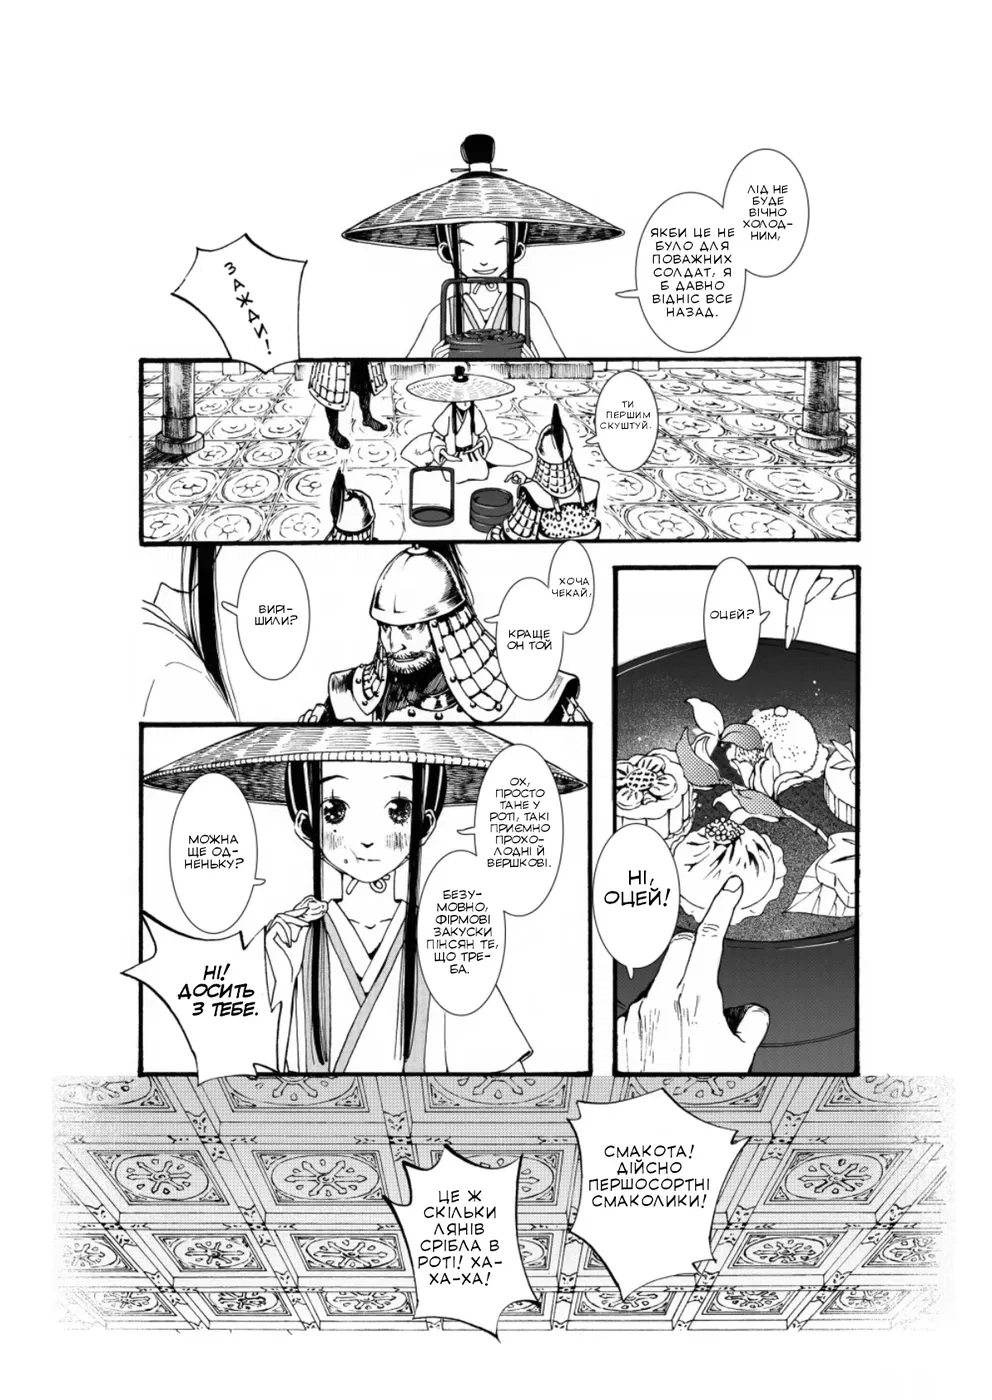 ЛІД НЕ
БУДЕ
ВІЧНО
ХОЛОД-
НИМ,
ЯКБИ ЦЕ НЕ
БУЛО ДЛЯ
ПОВАЖНИХ
СОЛДАТ, Я
Б ДАВНО
ВІДНІС ВСЕ
НАЗАД.
ЗАЖДИ!
ТИ
ПЕРШИМ
СКУШТУЙ.
ХОЧА
ЧЕКАЙ,
КРАЩЕ
ОН ТОЙ
ВИРІ-
ШИЛИ?
ОЦЕЙ?
НІ,
ОЦЕЙ!
ОХ,
ПРОСТО
ТАНЕ У
РОТІ, ТАКІ
ПРИЄМНО
ПРОХО-
ЛОДНІ Й
ВЕРШКОВІ.
БЕЗУ-
МОВНО,
ФІРМОВІ
ЗАКУСКИ
ПІНСЯН ТЕ,
ЩО ТРЕ-
БА.
МОЖНА
ЩЕ ОД-
НЕНЬКУ?
НІ!
ДОСИТЬ
З ТЕБЕ.
СМАКОТА!
ДІЙСНО
ПЕРШОСОРТНІ
СМАКОЛИКИ!
ЦЕ Ж
СКІЛЬКИ
ЛЯНІВ
СРІБЛА В
РОТІ! ХА-
ХА-ХА!